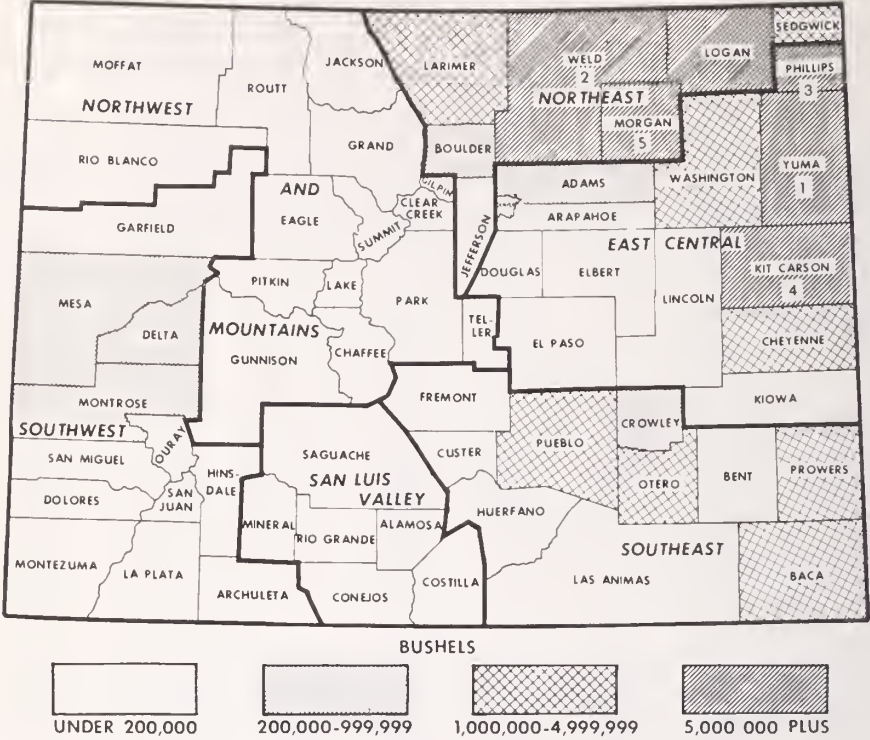 SEDGWICK
MOFFAT
JACKSON
LARIMER
WELD
2
LOGAN
PHILLIPS
3
ROUTT
NORTHWEST
NORTHEAST
MORGAN
5
GRAND
BOULDER
RIO BLANCO
YUMA
1
WASHINGTON
ADAMS
GILPIN
AND
EAGLE
CLEAR
CREEK
ARAPAHOE
GARFIELD
SUMMIT
JEFFERSON
EAST CENTRAL
DOUGLAS
ELBERT
KIT CARSON
4
PITKIN
LAKE
PARK
LINCOLN
MESA
TEL-
LER
DELTA
MOUNTAINS
GUNNISON
CHAFFEE
EL PASO
CHEYENNE
MONTROSE
FREMONT
KIOWA
SOUTHWEST
OURAY
CROWLEY
PUEBLO
SAN MIGUEL
SAGUACHE
CUSTER
HINS-
DALE
SAN LUIS
VALLEY
OTERO
BENT
PROWERS
DOLORES
SAN
JUAN
HUERFANO
MINERAL
RIO GRANDE
ALAMOSA
SOUTHEAST
MONTEZUMA
LA PLATA
COSTILLA
LAS ANIMAS
BACA
ARCHULETA
CONEJOS
BUSHELS
UNDER 200,000
200,000-999,999
1,000,000-4,999,999
5,000 000 PLUS